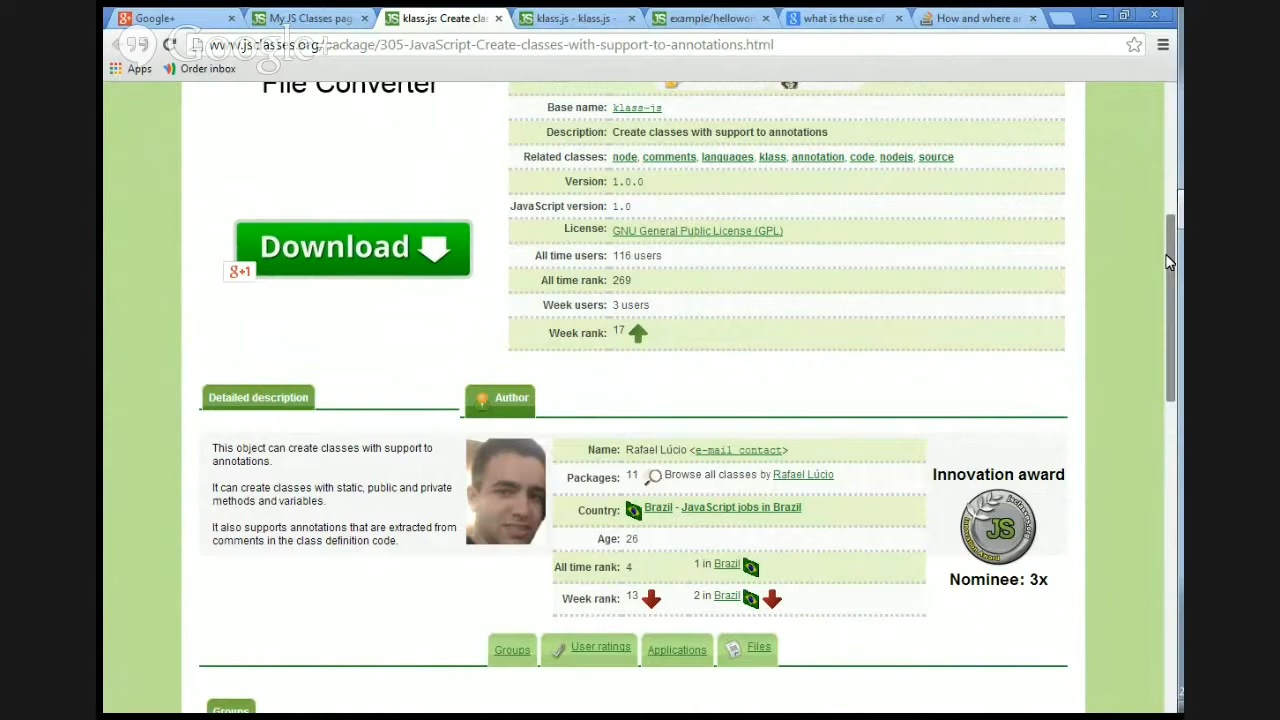 Google+
My JS Classes pag
klass.js: Create cla
klass.js - klass.js -
example/hellowor
what is the use of
How and where ar
www.jsclasses.org/package/305-JavaScript-Create-classes-with-support-to-annotations.html
Google+
Apps
Order inbox
File Converter
Download
g+1
Base name: klass-js
Description: Create classes with support to annotations
Related classes: node, comments, languages, klass, annotation, code, nodejs, source
Version: 1.0.0
JavaScript version: 1.0
License: GNU General Public License (GPL)
All time users: 116 users
All time rank: 269
Week users: 3 users
Week rank: 17
Detailed description
Author
This object can create classes with support to
annotations.
It can create classes with static, public and private
methods and variables.
It also supports annotations that are extracted from
comments in the class definition code.
Name: Rafael Lúcio <e-mail contact>
Packages: 11 Browse all classes by Rafael Lúcio
Country: Brazil - JavaScript jobs in Brazil
Age: 26
All time rank: 4 1 in Brazil
Week rank: 13 2 in Brazil
Innovation award
JS
Nominee: 3x
Groups
User ratings
Applications
Files
Groups